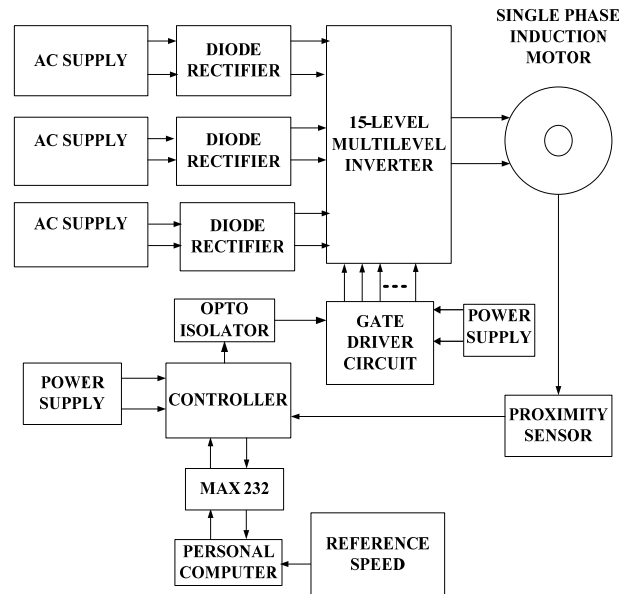 SINGLE PHASE
INDUCTION
MOTOR
AC SUPPLY
DIODE
RECTIFIER
15-LEVEL
MULTILEVEL
INVERTER
AC SUPPLY
DIODE
RECTIFIER
AC SUPPLY
DIODE
RECTIFIER
OPTO
ISOLATOR
GATE
DRIVER
CIRCUIT
POWER
SUPPLY
POWER
SUPPLY
CONTROLLER
PROXIMITY
SENSOR
MAX 232
PERSONAL
COMPUTER
REFERENCE
SPEED